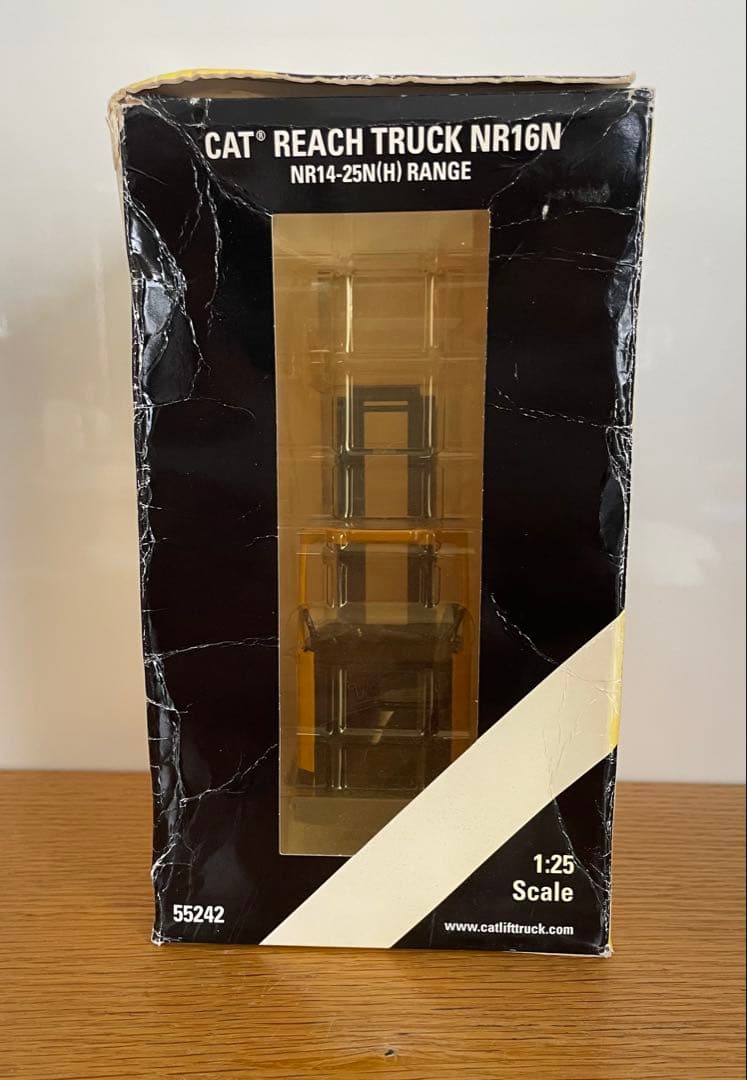 CAT® REACH TRUCK NR16N
NR14-25N(H) RANGE
1:25
Scale
55242
www.catlifttruck.com